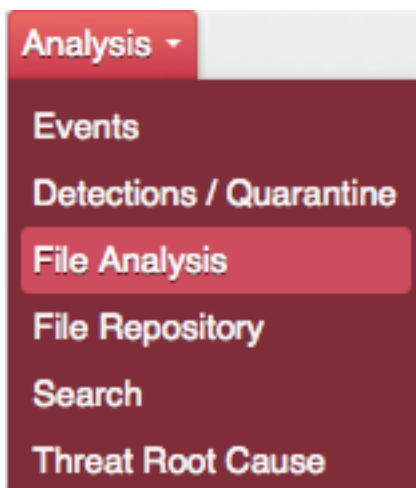 Analysis
Events
Detections / Quarantine
File Analysis
File Repository
Search
Threat Root Cause